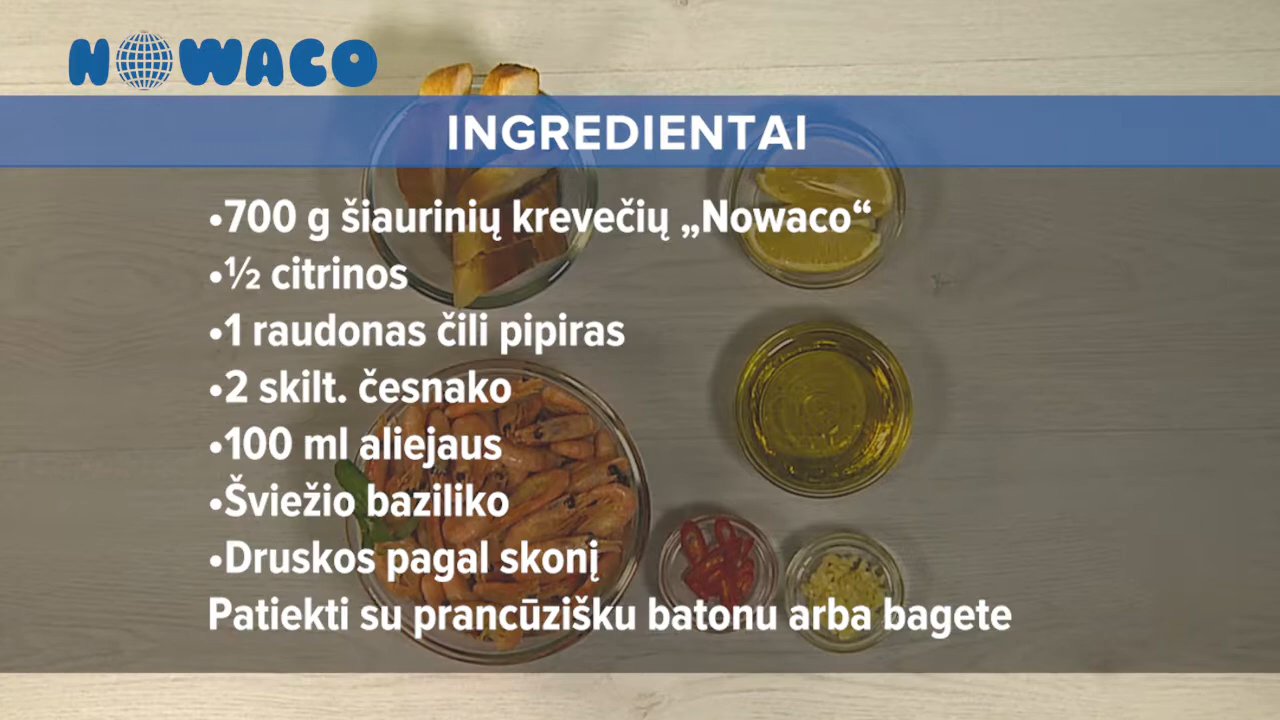 NOWACO
INGREDIENTAI
•700 g šiaurinių krevečių „Nowaco“
•½ citrinos
•1 raudonas čili pipiras
•2 skilt. česnako
•100 ml aliejaus
•Šviežio baziliko
•Druskos pagal skonį
Patiekti su prancūzišku batonu arba bagete